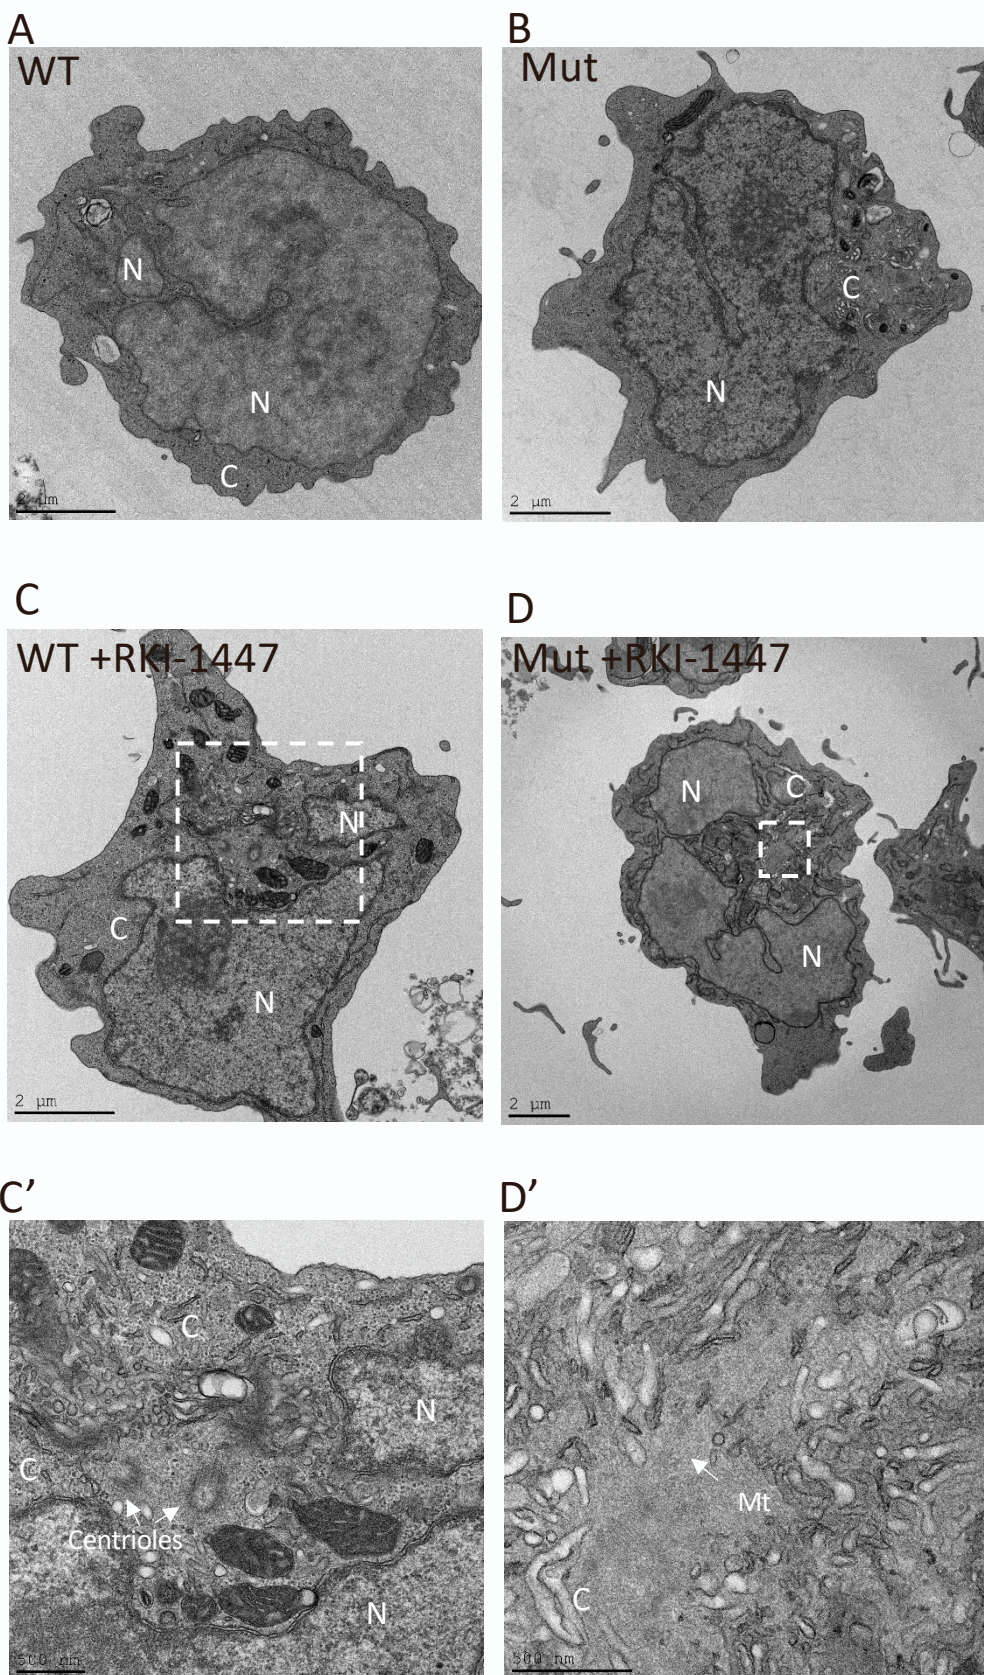 A
WT
N
N
C
2 µm
B
Mut
C
N
2 µm
C
WT +RKI-1447
N
C
N
2 µm
D
Mut +RKI-1447
N
C
N
2 µm
C’
C
N
C
Centrioles
N
500 nm
D’
Mt
C
500 nm